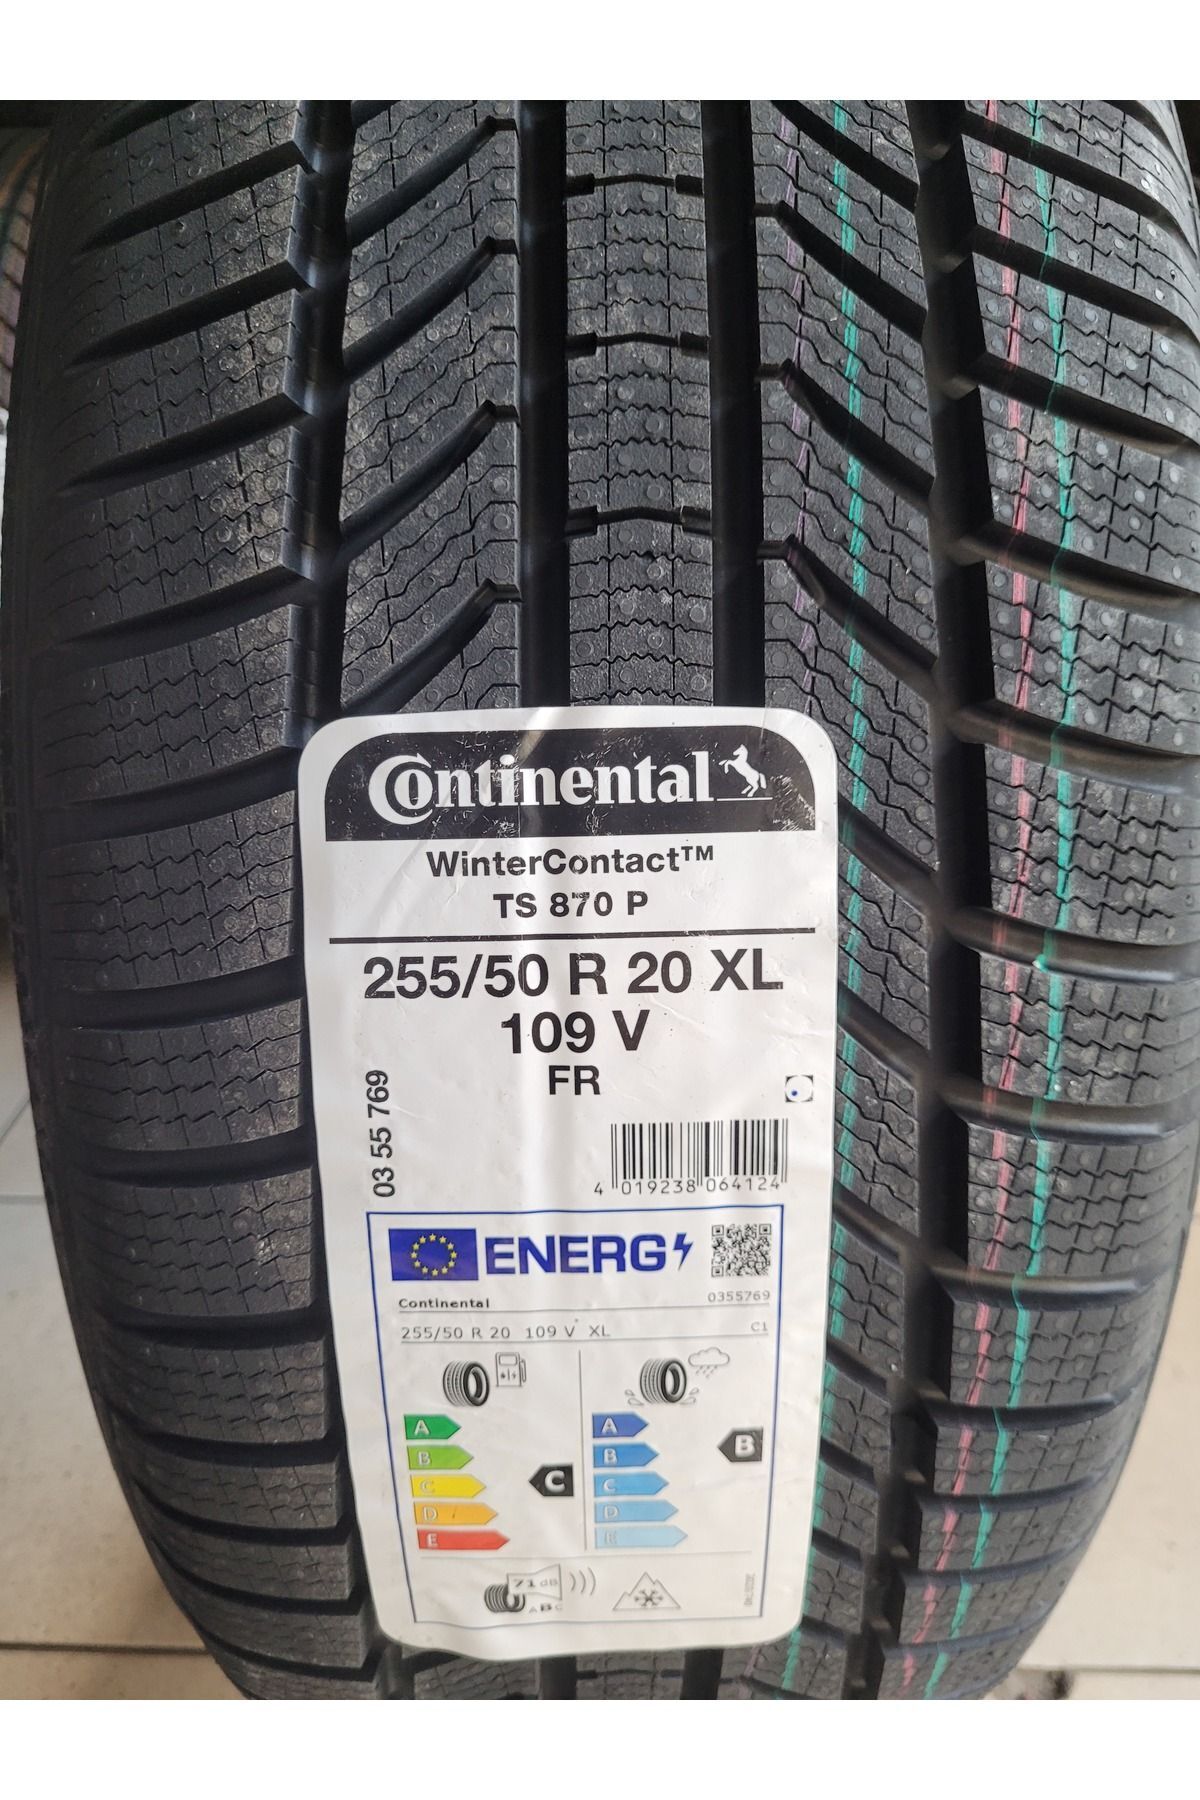 Continental
WinterContact™
TS 870 P
255/50 R 20 XL
109 V
FR
03 55 769
4 019238 064124
ENERG
Continental 0355769
255/50 R 20 109 V XL C1
A A
B B B
C C C
D D
E E
71 dB
ABC